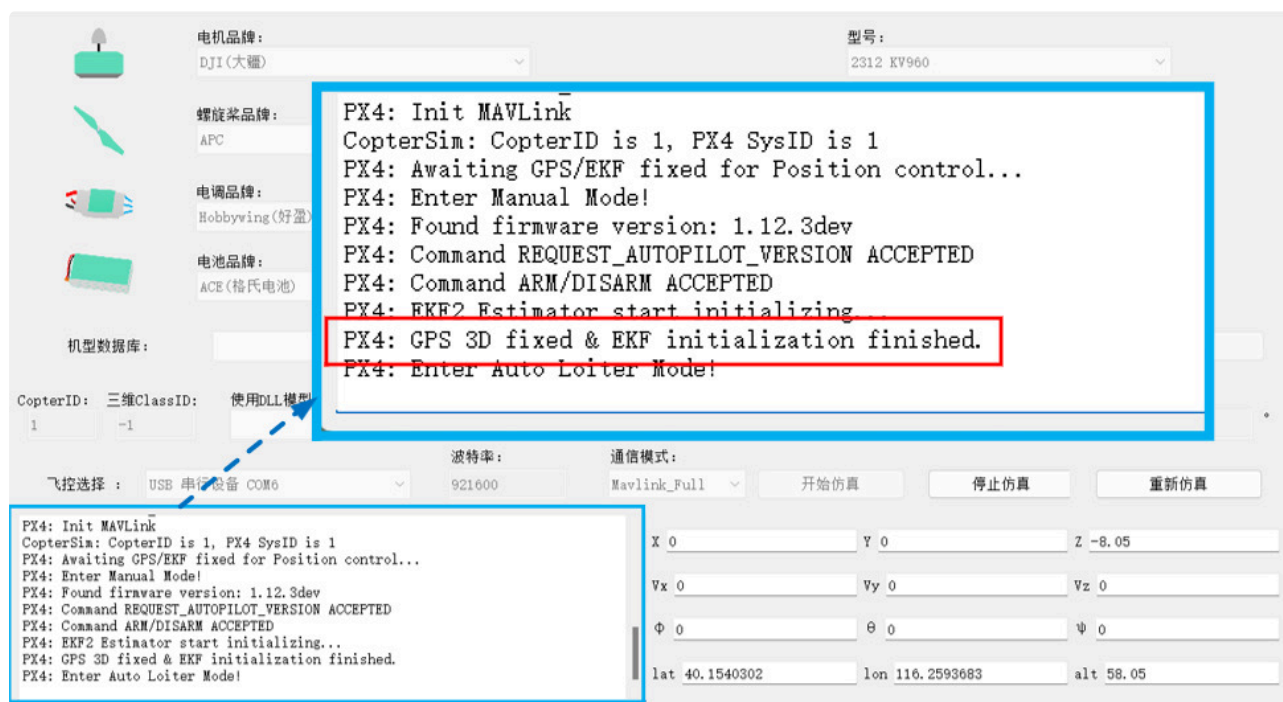 电机品牌：
型号：
DJI(大疆)
2312 KV960
螺旋桨品牌：
APC
电调品牌：
Hobbywing(好盈)
电池品牌：
ACE(格氏电池)
PX4: Init MAVLink
CopterSim: CopterID is 1, PX4 SysID is 1
PX4: Awaiting GPS/EKF fixed for Position control...
PX4: Enter Manual Mode!
PX4: Found firmware version: 1.12.3dev
PX4: Command REQUEST_AUTOPILOT_VERSION ACCEPTED
PX4: Command ARM/DISARM ACCEPTED
PX4: EKF2 Estimator start initializing...
PX4: GPS 3D fixed & EKF initialization finished.
PX4: Enter Auto Loiter Mode!
机型数据库：
CopterID： 三维ClassID： 使用DLL模型
1 -1 °
波特率： 通信模式：
飞控选择 ： USB 串行设备 COM6 921600 Mavlink_Full 开始仿真 停止仿真 重新仿真
PX4: Init MAVLink
CopterSim: CopterID is 1, PX4 SysID is 1
PX4: Awaiting GPS/EKF fixed for Position control...
PX4: Enter Manual Mode!
PX4: Found firmware version: 1.12.3dev
PX4: Command REQUEST_AUTOPILOT_VERSION ACCEPTED
PX4: Command ARM/DISARM ACCEPTED
PX4: EKF2 Estimator start initializing...
PX4: GPS 3D fixed & EKF initialization finished.
PX4: Enter Auto Loiter Mode!
X 0 Y 0 Z -8.05
Vx 0 Vy 0 Vz 0
Φ 0 θ 0 ψ 0
lat 40.1540302 lon 116.2593683 alt 58.05